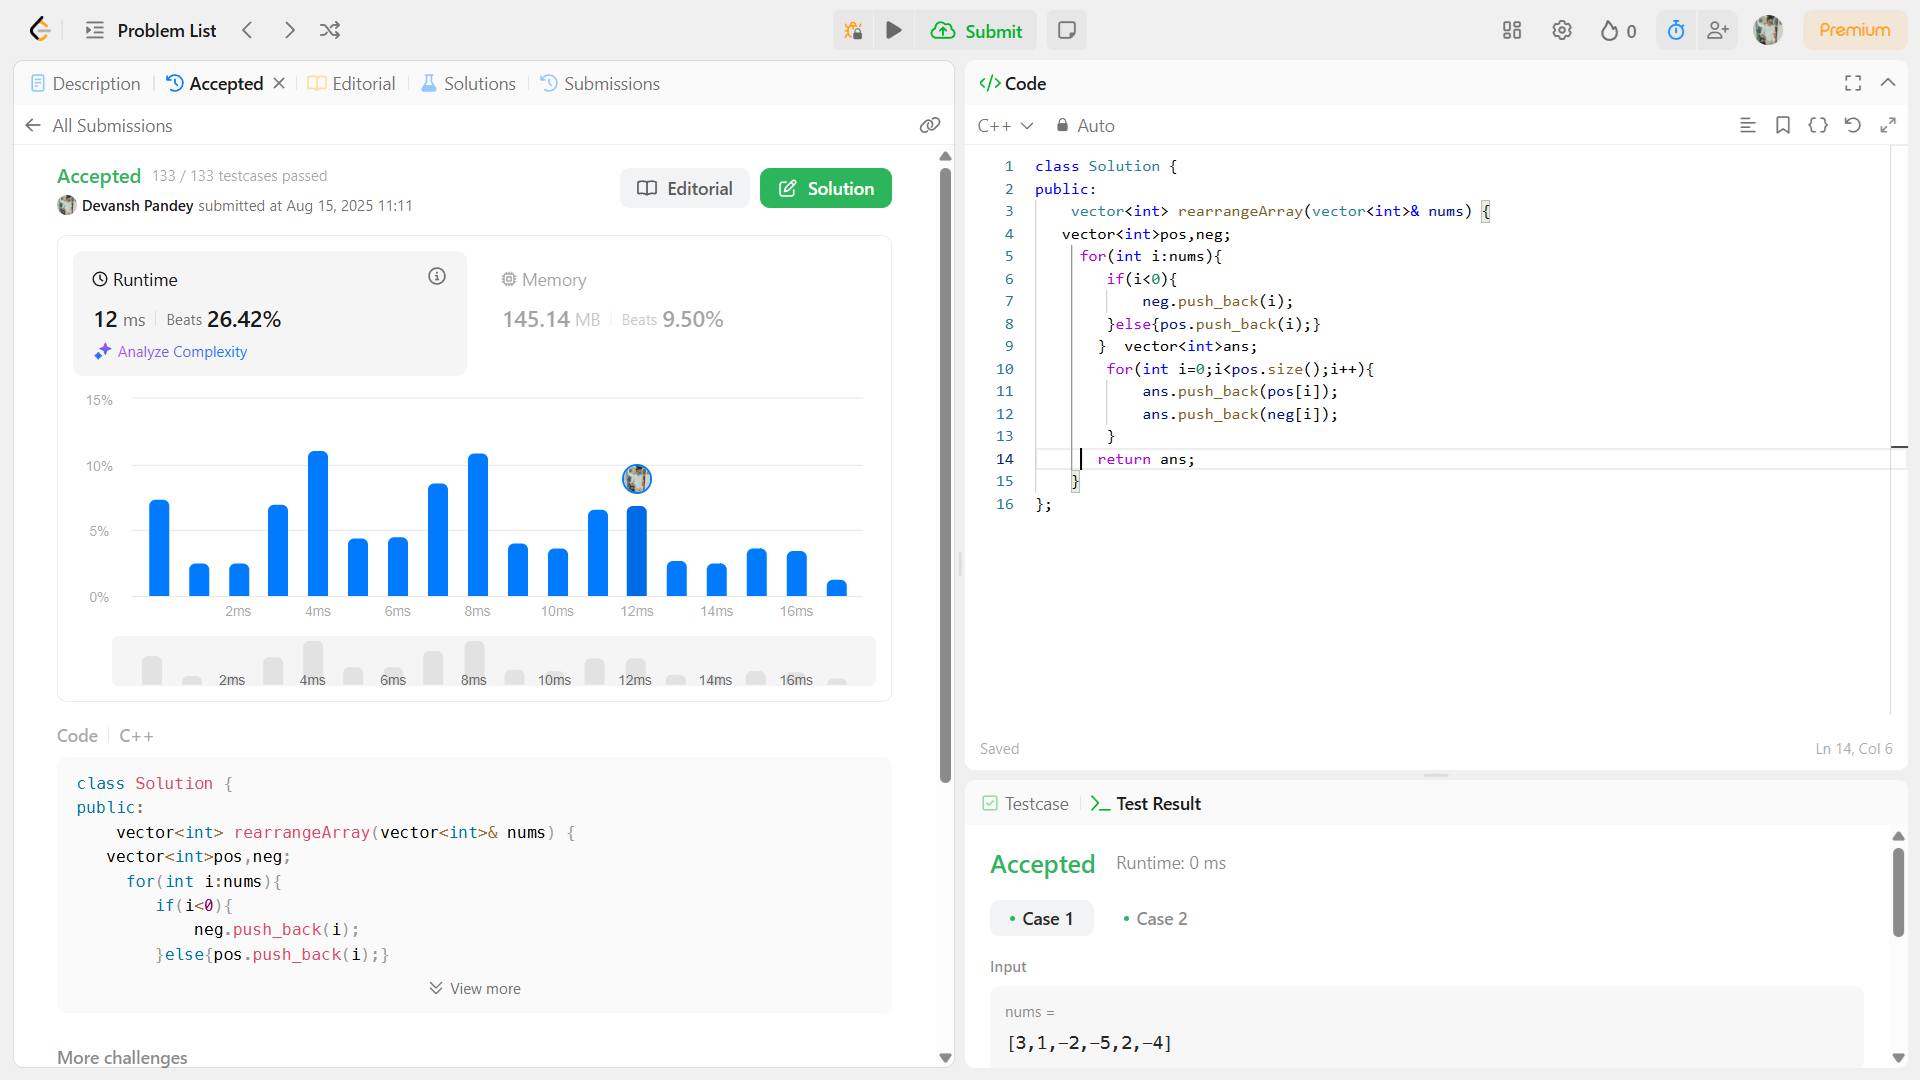 Problem List
Submit
0
Premium
Description
Accepted
Editorial
Solutions
Submissions
All Submissions
Accepted 133 / 133 testcases passed
Devansh Pandey submitted at Aug 15, 2025 11:11
Editorial
Solution
Runtime
12 ms Beats 26.42%
Analyze Complexity
Memory
145.14 MB Beats 9.50%
15%
10%
5%
0%
2ms 4ms 6ms 8ms 10ms 12ms 14ms 16ms
2ms 4ms 6ms 8ms 10ms 12ms 14ms 16ms
Code C++
class Solution {
public:
    vector<int> rearrangeArray(vector<int>& nums) {
   vector<int>pos,neg;
     for(int i:nums){
        if(i<0){
            neg.push_back(i);
        }else{pos.push_back(i);}
View more
More challenges
Code
C++ Auto
1 class Solution {
2 public:
3     vector<int> rearrangeArray(vector<int>& nums) {
4    vector<int>pos,neg;
5      for(int i:nums){
6         if(i<0){
7             neg.push_back(i);
8         }else{pos.push_back(i);}
9        }  vector<int>ans;
10         for(int i=0;i<pos.size();i++){
11             ans.push_back(pos[i]);
12             ans.push_back(neg[i]);
13         }
14        return ans;
15     }
16 };
Saved
Ln 14, Col 6
Testcase
Test Result
Accepted Runtime: 0 ms
Case 1
Case 2
Input
nums =
[3,1,-2,-5,2,-4]